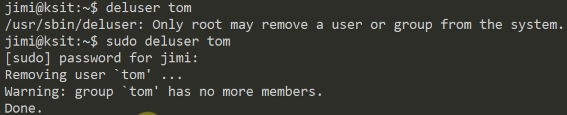 jimi@ksit:~$ deluser tom
/usr/sbin/deluser: Only root may remove a user or group from the system.
jimi@ksit:~$ sudo deluser tom
[sudo] password for jimi:
Removing user `tom' ...
Warning: group `tom' has no more members.
Done.